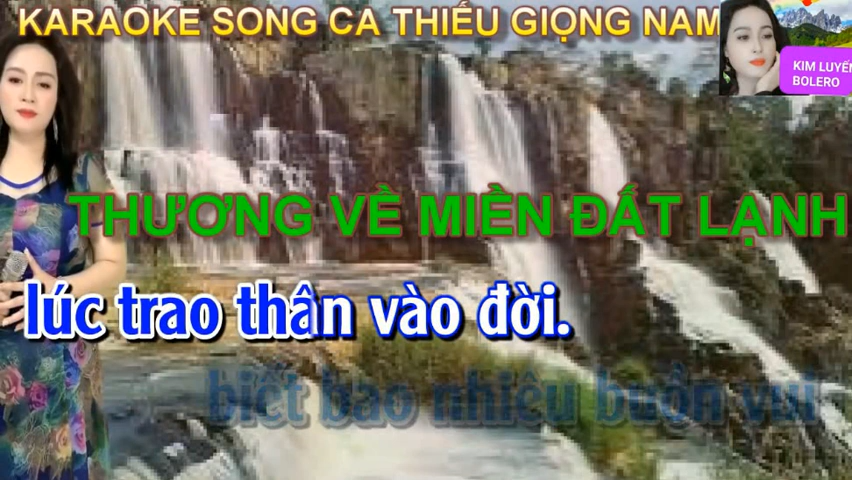 KARAOKE SONG CA THIẾU GIỌNG NAM
KIM LUYẾN
BOLERO
THƯƠNG VỀ MIỀN ĐẤT LẠNH
lúc trao thân vào đời.
biết bao nhiêu buồn vui